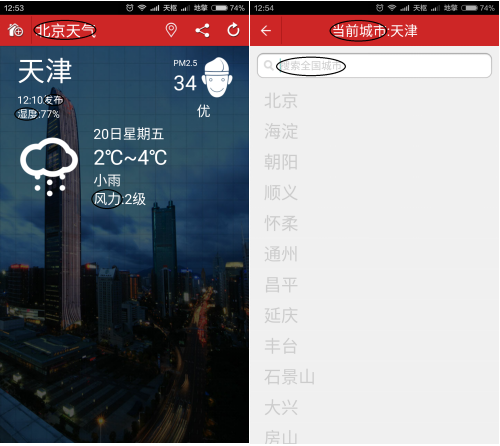 12:53
天枢
地擎
74%
北京天气
天津
12:10发布
湿度:77%
PM2.5
34
优
20日星期五
2℃~4℃
小雨
风力:2级
12:54
天枢
地擎
74%
当前城市:天津
搜索全国城市
北京
海淀
朝阳
顺义
怀柔
通州
昌平
延庆
丰台
石景山
大兴
房山